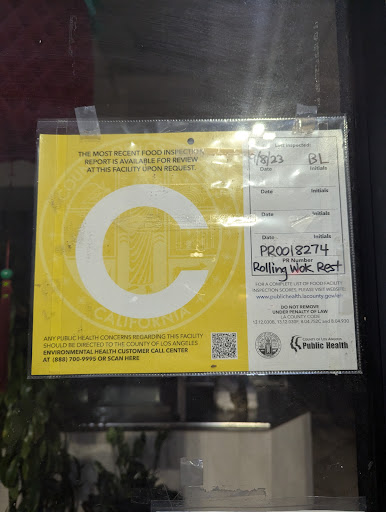 THE MOST RECENT FOOD INSPECTION
REPORT IS AVAILABLE FOR REVIEW
AT THIS FACILITY UPON REQUEST.
C
CALIFORNIA
ANY PUBLIC HEALTH CONCERNS REGARDING THIS FACILITY
SHOULD BE DIRECTED TO THE COUNTY OF LOS ANGELES
ENVIRONMENTAL HEALTH CUSTOMER CALL CENTER
AT (888) 700-9995 OR SCAN HERE
Inspected:
/8/23 BL
Date Initials
Date Initials
Date Initials
Date Initials
PR0018274
PR Number
Rolling Wok Rest
FOR A COMPLETE LIST OF FOOD FACILITY
INSPECTION SCORES, PLEASE VISIT WEBSITE:
www.publichealth.lacounty.gov/eh
DO NOT REMOVE
UNDER PENALTY OF LAW
LA COUNTY CODE
COUNTY OF LOS ANGELES
Public Health